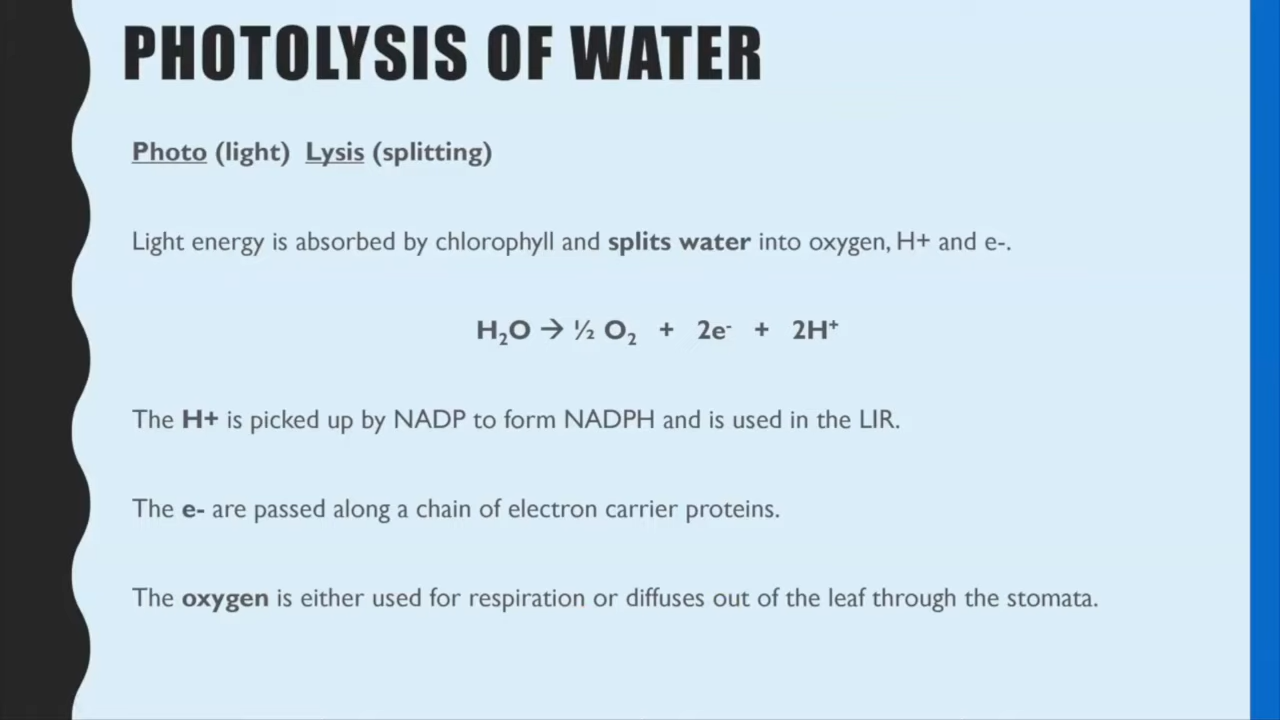 PHOTOLYSIS OF WATER
Photo (light) Lysis (splitting)
Light energy is absorbed by chlorophyll and splits water into oxygen, H+ and e-.
H₂O → ½ O₂ + 2e⁻ + 2H⁺
The H+ is picked up by NADP to form NADPH and is used in the LIR.
The e- are passed along a chain of electron carrier proteins.
The oxygen is either used for respiration or diffuses out of the leaf through the stomata.